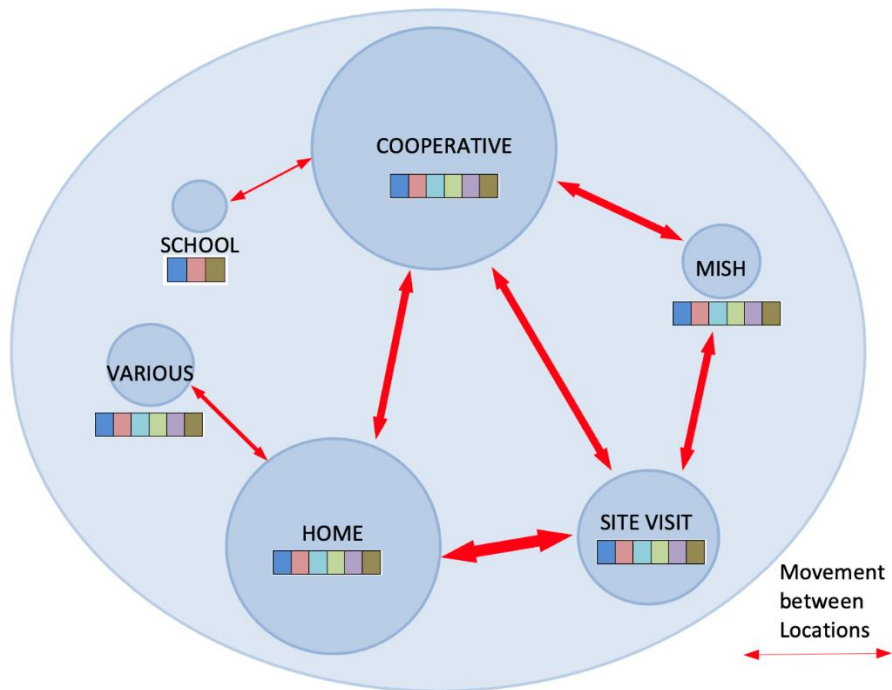 COOPERATIVE
SCHOOL
MISH
VARIOUS
HOME
SITE VISIT
Movement
between
Locations